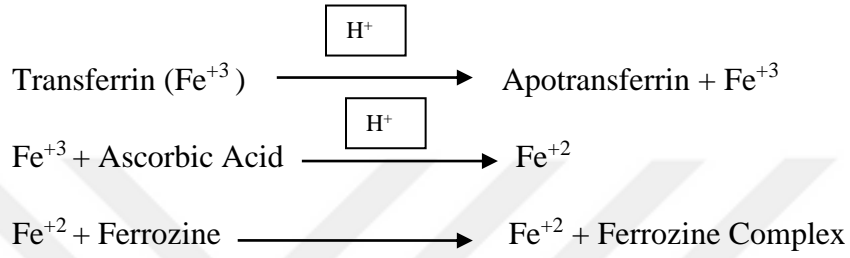 H⁺
Transferrin (Fe⁺³ ) Apotransferrin + Fe⁺³
H⁺
Fe⁺³ + Ascorbic Acid Fe⁺²
Fe⁺² + Ferrozine Fe⁺² + Ferrozine Complex